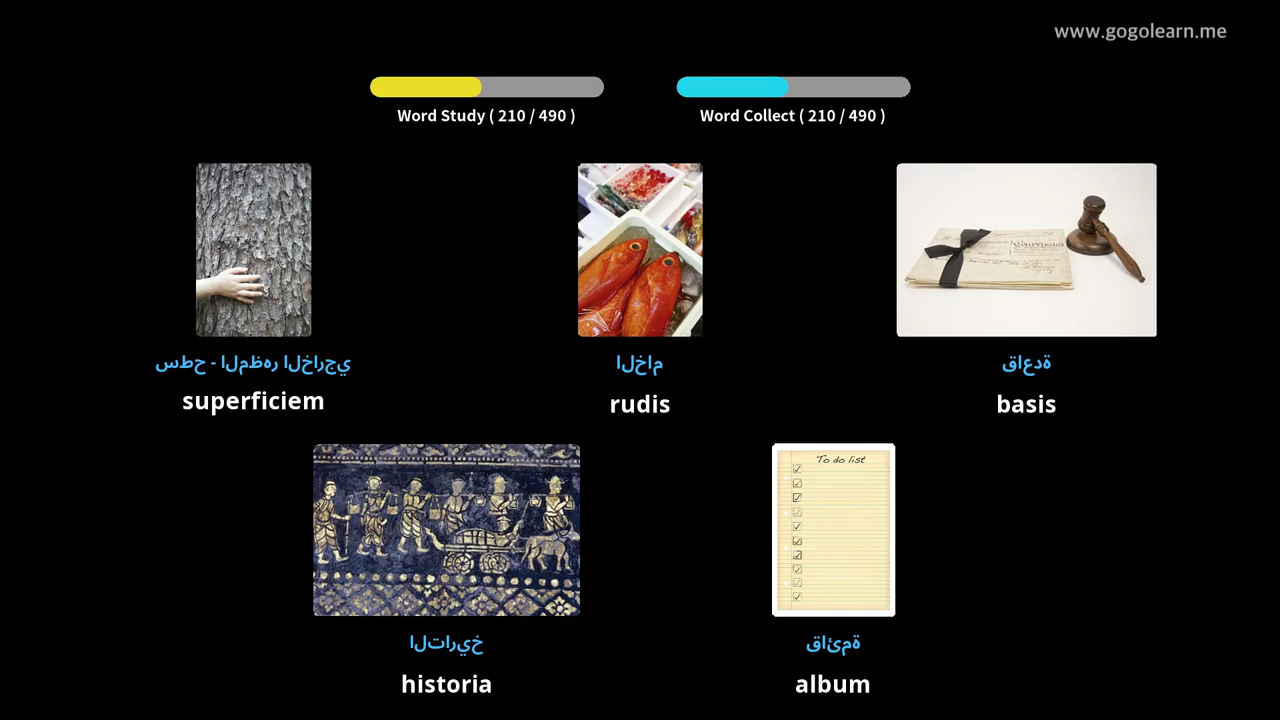 www.gogolearn.me
Word Study ( 210 / 490 )
Word Collect ( 210 / 490 )
سطح - المظهر الخارجي
الخام
قاعدة
superficiem
rudis
basis
To do list
التاريخ
قائمة
historia
album